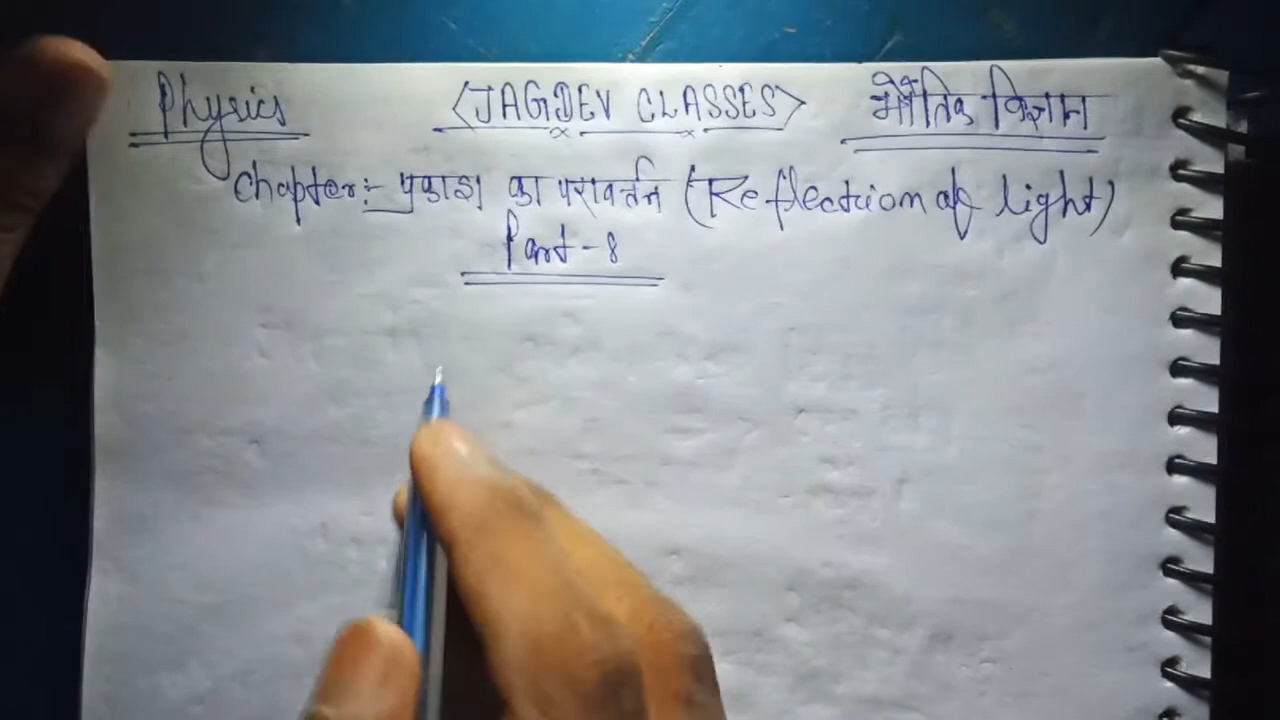 Physics <JAGDEV CLASSES> भौतिक विज्ञान
Chapter:- प्रकाश का परावर्तन (Reflection of light)
Part-8